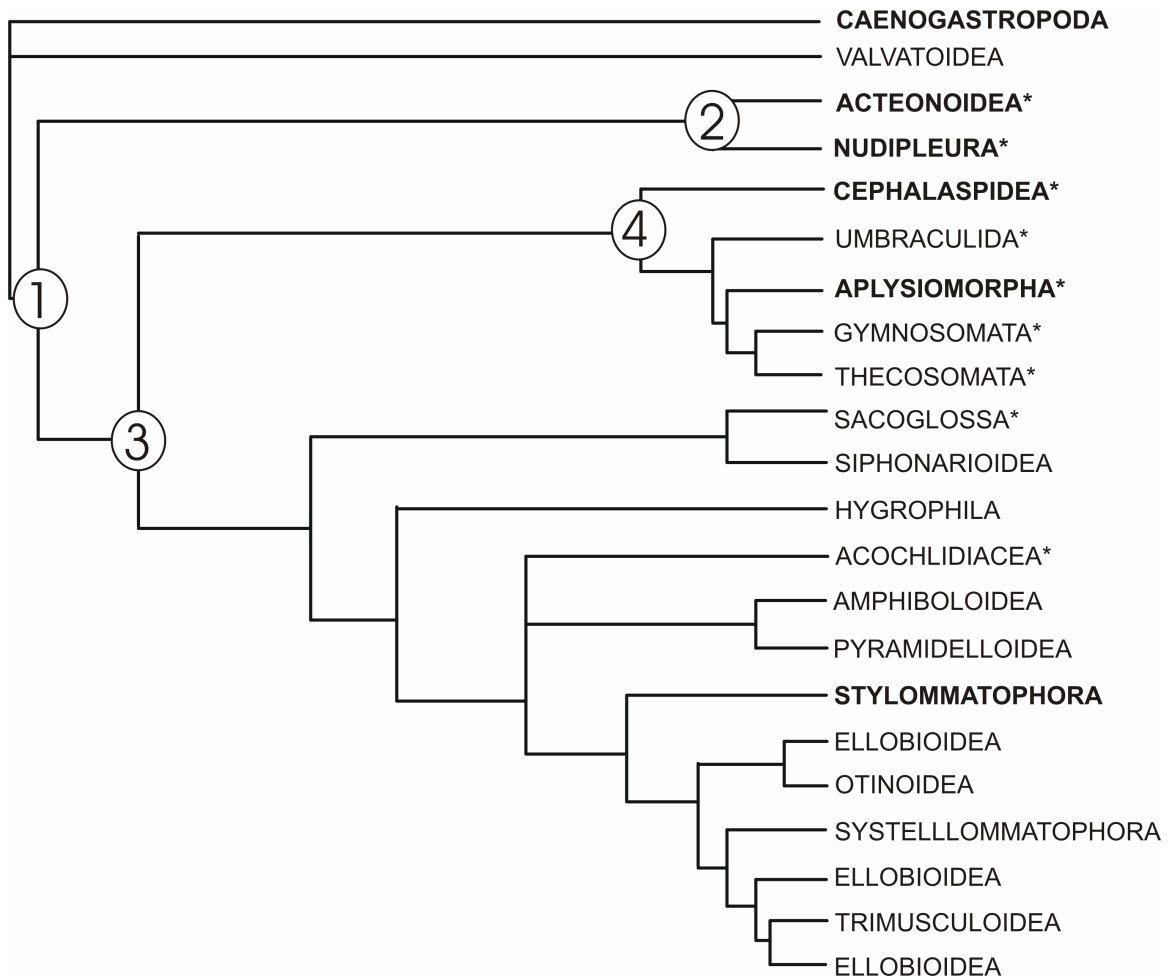 CAENOGASTROPODA
VALVATOIDEA
ACTEONOIDEA*
2
NUDIPLEURA*
CEPHALASPIDEA*
4
UMBRACULIDA*
APLYSIOMORPHA*
1
GYMNOSOMATA*
THECOSOMATA*
SACOGLOSSA*
3
SIPHONARIOIDEA
HYGROPHILA
ACOCHLIDIACEA*
AMPHIBOLOIDEA
PYRAMIDELLOIDEA
STYLOMMATOPHORA
ELLOBIOIDEA
OTINOIDEA
SYSTELLLOMMATOPHORA
ELLOBIOIDEA
TRIMUSCULOIDEA
ELLOBIOIDEA